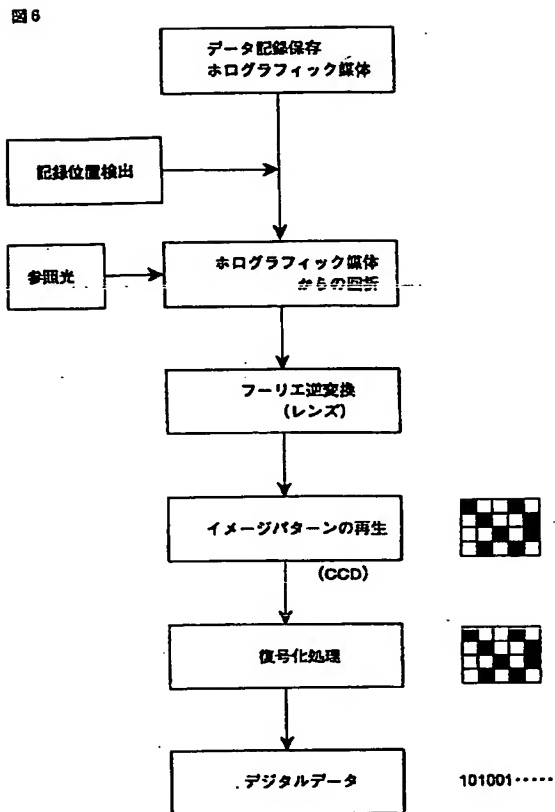 図6
データ記録保存
ホログラフィック媒体
記録位置検出
参照光
ホログラフィック媒体
からの回折
フーリエ逆変換
(レンズ)
イメージパターンの再生
(CCD)
復号化処理
デジタルデータ
101001・・・・・